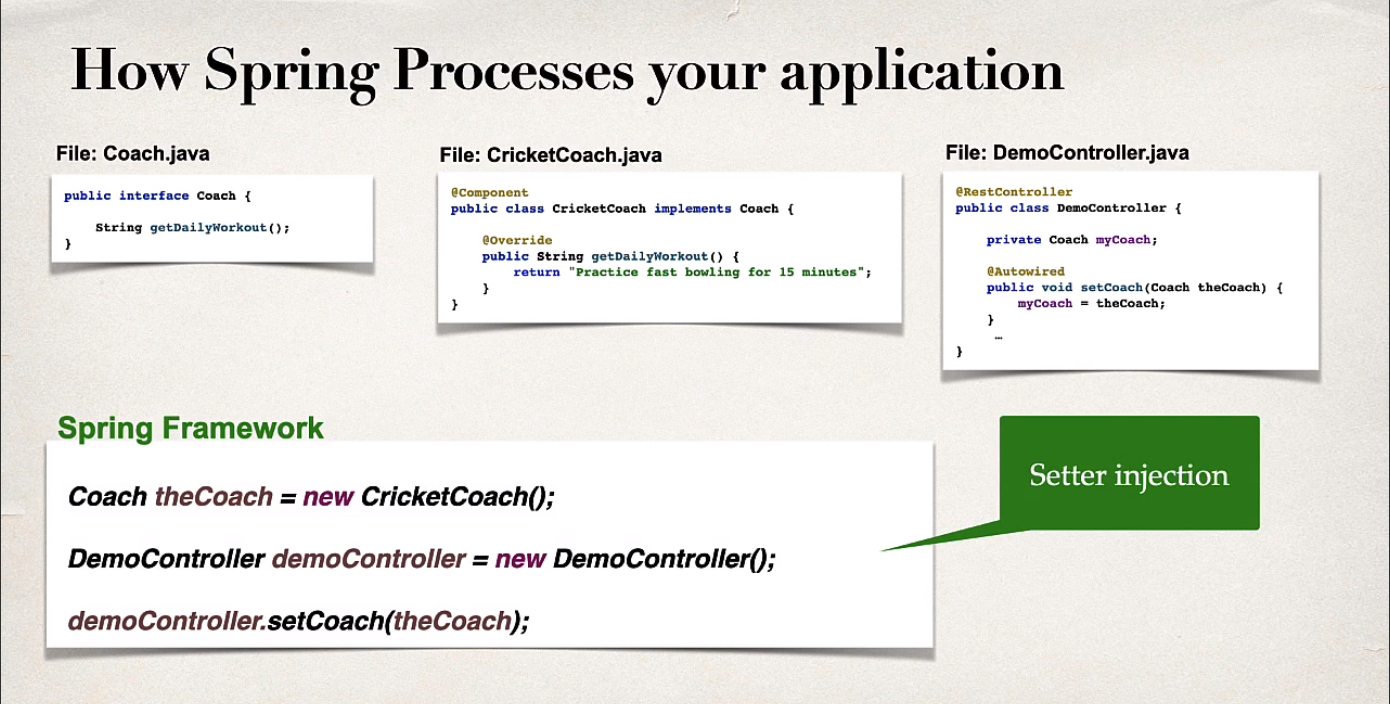 How Spring Processes your application
File: Coach.java
public interface Coach {
String getDailyWorkout();
}
File: CricketCoach.java
@Component
public class CricketCoach implements Coach {
@Override
public String getDailyWorkout() {
return "Practice fast bowling for 15 minutes";
}
}
File: DemoController.java
@RestController
public class DemoController {
private Coach myCoach;
@Autowired
public void setCoach(Coach theCoach) {
myCoach = theCoach;
}
…
}
Spring Framework
Coach theCoach = new CricketCoach();
DemoController demoController = new DemoController();
demoController.setCoach(theCoach);
Setter injection